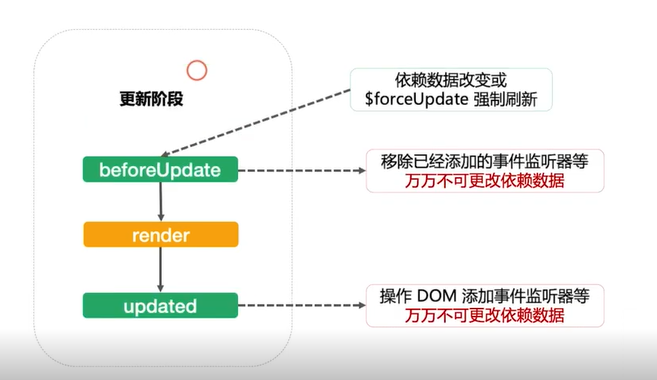 更新阶段
依赖数据改变或
$forceUpdate 强制刷新
beforeUpdate
移除已经添加的事件监听器等
万万不可更改依赖数据
render
updated
操作 DOM 添加事件监听器等
万万不可更改依赖数据